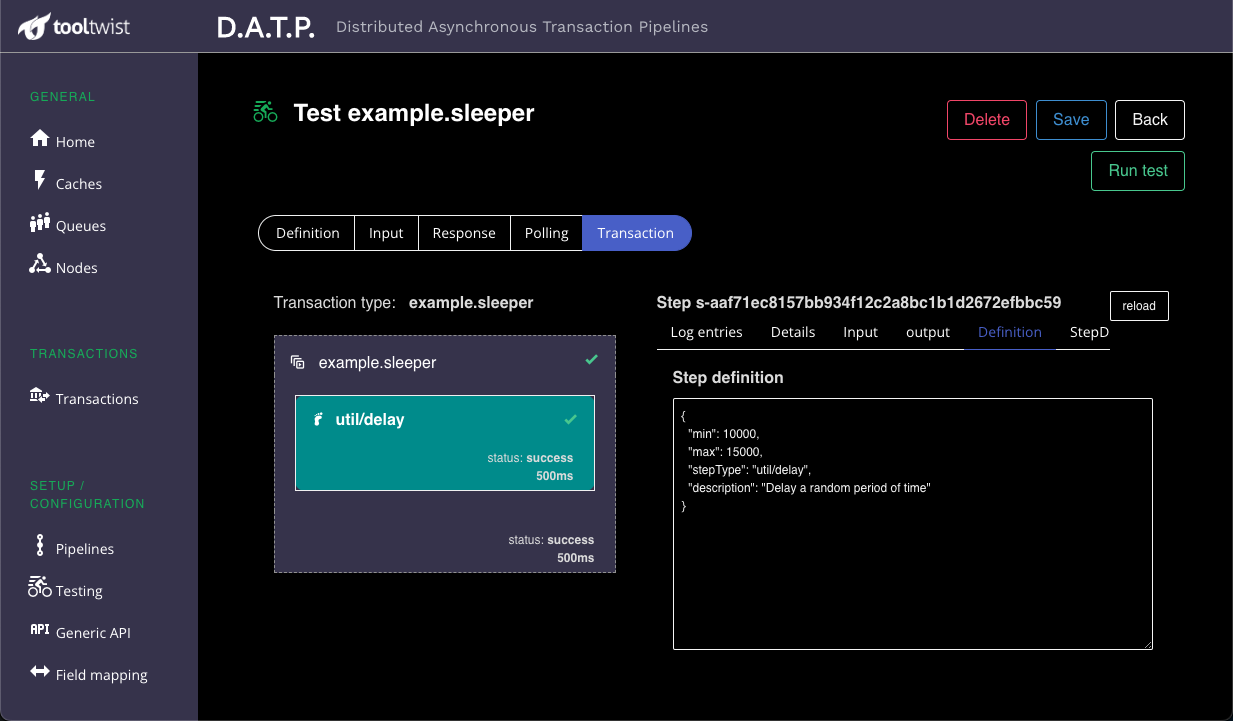 tooltwist
D.A.T.P.
Distributed Asynchronous Transaction Pipelines
GENERAL
Home
Caches
Queues
Nodes
TRANSACTIONS
Transactions
SETUP /
CONFIGURATION
Pipelines
Testing
API
Generic API
Field mapping
Test example.sleeper
Delete
Save
Back
Run test
Definition
Input
Response
Polling
Transaction
Transaction type: example.sleeper
example.sleeper
util/delay
status: success
500ms
status: success
500ms
Step s-aaf71ec8157bb934f12c2a8bc1b1d2672efbbc59
reload
Log entries
Details
Input
output
Definition
StepD
Step definition
{
"min": 10000,
"max": 15000,
"stepType": "util/delay",
"description": "Delay a random period of time"
}